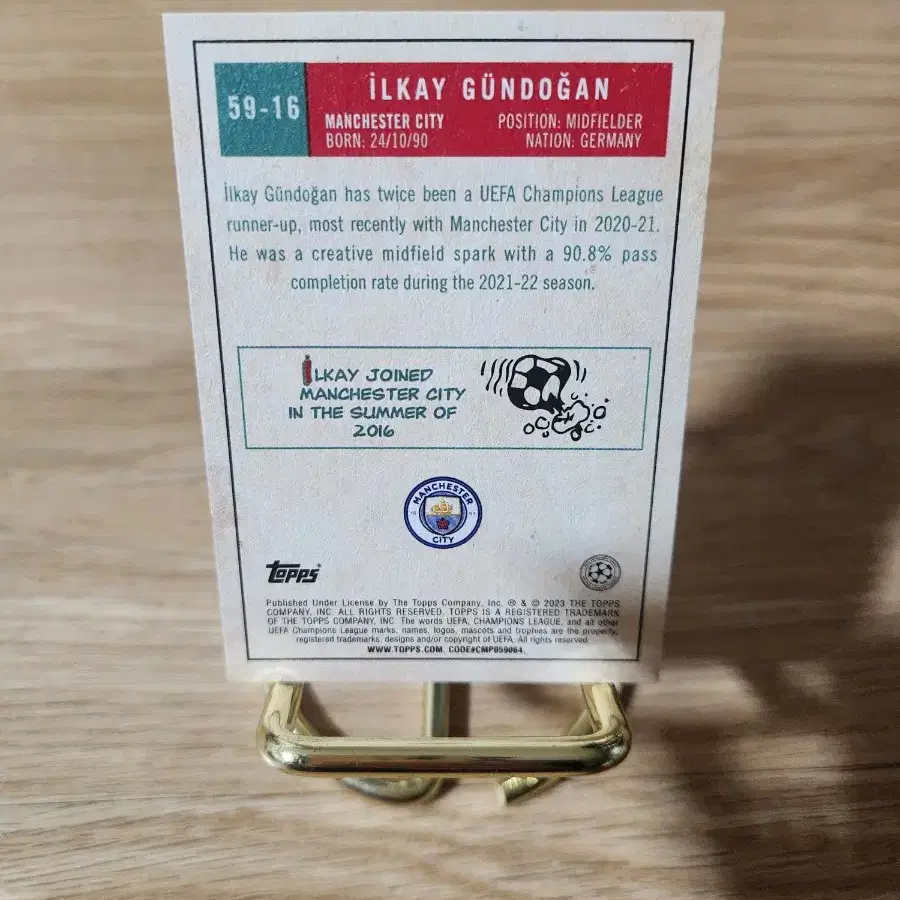 59-16
İLKAY GÜNDOĞAN
MANCHESTER CITY
POSITION: MIDFIELDER
BORN: 24/10/90
NATION: GERMANY
İlkay Gündoğan has twice been a UEFA Champions League
runner-up, most recently with Manchester City in 2020-21.
He was a creative midfield spark with a 90.8% pass
completion rate during the 2021-22 season.
İLKAY JOINED
MANCHESTER CITY
IN THE SUMMER OF
2016
MANCHESTER
CITY
Topps
Published Under License by The Topps Company, Inc. ® & © 2023 THE TOPPS
COMPANY, INC. ALL RIGHTS RESERVED. TOPPS IS A REGISTERED TRADEMARK
OF THE TOPPS COMPANY, INC. The words UEFA, CHAMPIONS LEAGUE, and all other
UEFA Champions League marks, names, logos, mascots and trophies are the property,
registered trademarks, designs and/or copyright of UEFA. All rights reserved.
WWW.TOPPS.COM. CODE#CMP059064.